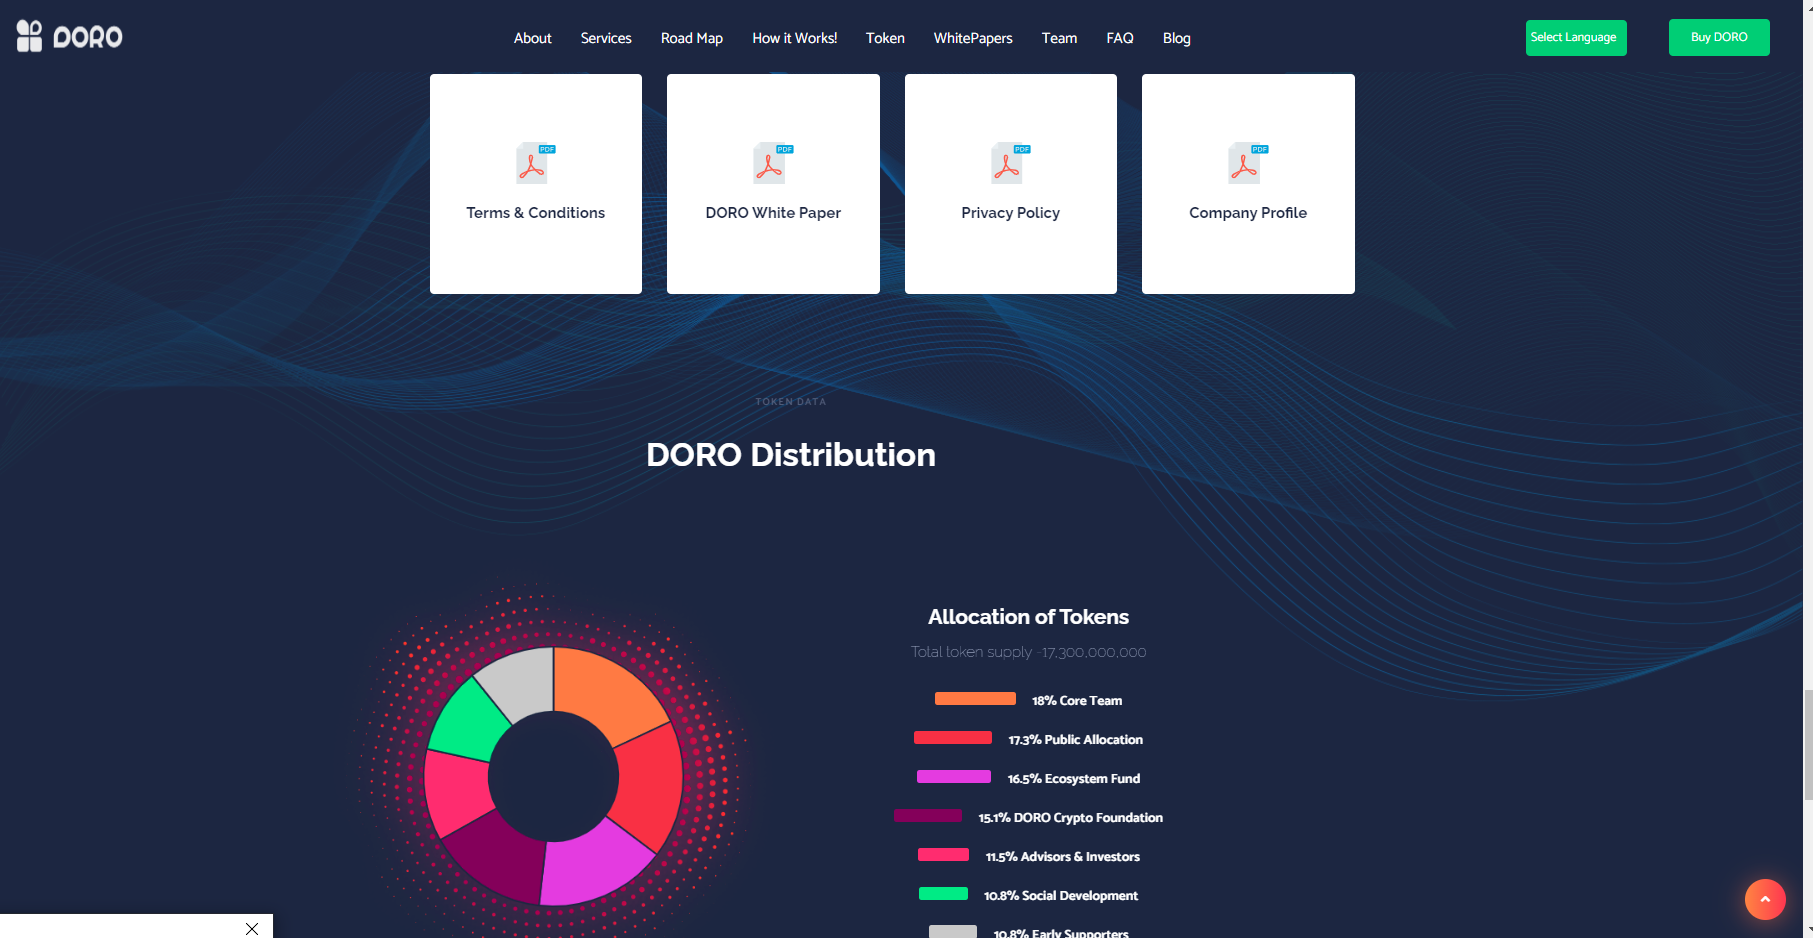 DORO
About Services Road Map How it Works! Token WhitePapers Team FAQ Blog
Select Language
Buy DORO
PDF PDF PDF PDF
Terms & Conditions
DORO White Paper
Privacy Policy
Company Profile
TOKEN DATA
DORO Distribution
Allocation of Tokens
Total token supply -17,300,000,000
18% Core Team
17.3% Public Allocation
16.5% Ecosystem Fund
15.1% DORO Crypto Foundation
11.5% Advisors & Investors
10.8% Social Development
10.8% Early Supporters